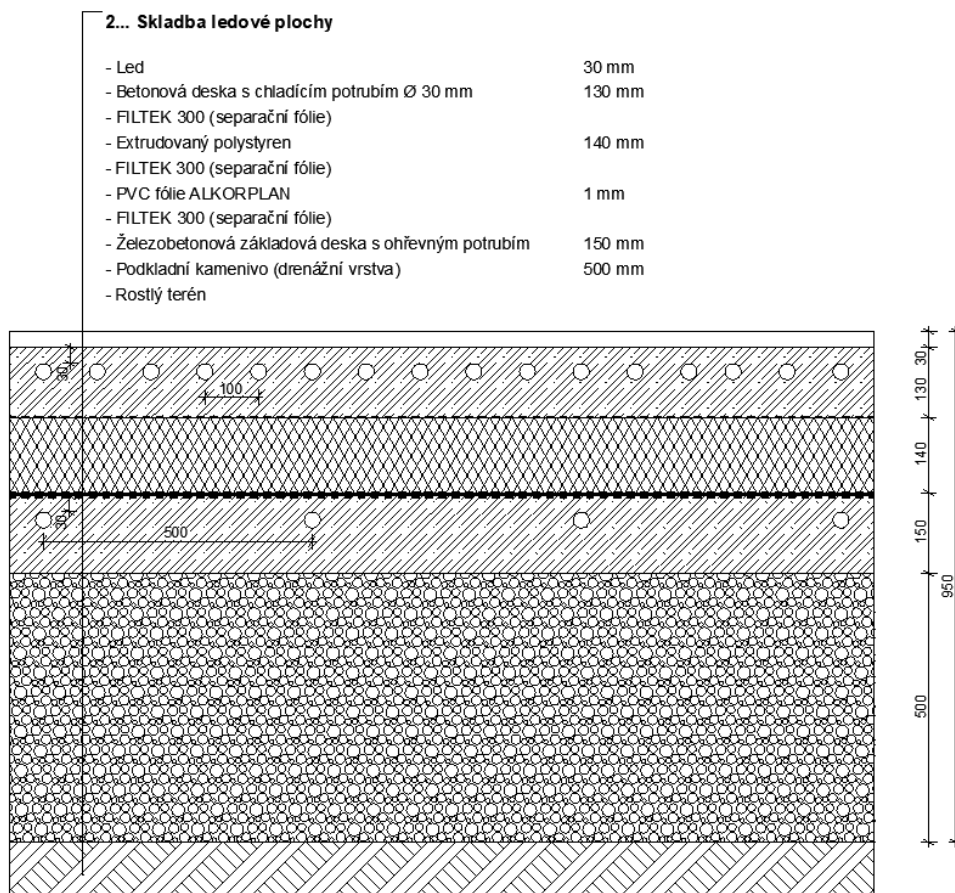 2... Skladba ledové plochy
- Led 30 mm
- Betonová deska s chladícím potrubím Ø 30 mm 130 mm
- FILTEK 300 (separační fólie)
- Extrudovaný polystyren 140 mm
- FILTEK 300 (separační fólie)
- PVC fólie ALKORPLAN 1 mm
- FILTEK 300 (separační fólie)
- Železobetonová základová deska s ohřevným potrubím 150 mm
- Podkladní kamenivo (drenážní vrstva) 500 mm
- Rostlý terén
30
100
30
500
30
130
140
150
500
950